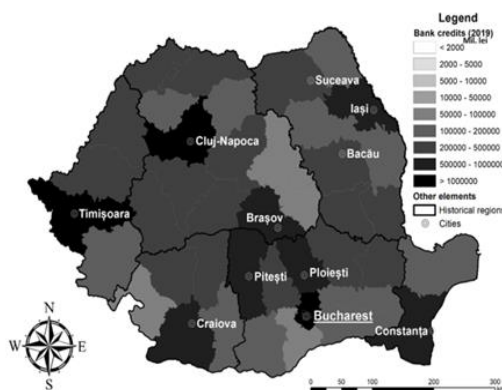 Legend
Bank credits (2019)
Mil. lei
< 2000
2000 - 5000
5000 - 10000
10000 - 50000
50000 - 100000
100000 - 200000
200000 - 500000
500000 - 1000000
> 1000000
Other elements
Historical regions
Cities
Suceava
Iași
Cluj-Napoca
Bacău
Timișoara
Brașov
Pitești
Ploiești
Bucharest
Craiova
Constanța
N
W
E
S
0 50 100 200 300